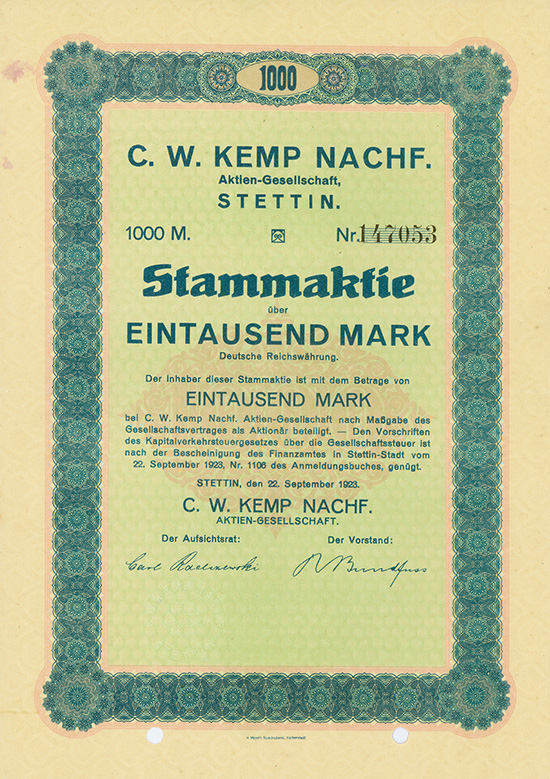 1000
C. W. KEMP NACHF.
Aktien-Gesellschaft,
STETTIN.
1000 M. Nr. 147053
Stammaktie
über
EINTAUSEND MARK
Deutsche Reichswährung.
Der Inhaber dieser Stammaktie ist mit dem Betrage von
EINTAUSEND MARK
bei C. W. Kemp Nachf. Aktien-Gesellschaft nach Maßgabe des
Gesellschaftsvertrages als Aktionär beteiligt. — Den Vorschriften
des Kapitalverkehrsteuergesetzes über die Gesellschaftssteuer ist
nach der Bescheinigung des Finanzamtes in Stettin-Stadt vom
22. September 1923, Nr. 1106 des Anmeldungsbuches, genügt.
STETTIN, den 22. September 1923.
C. W. KEMP NACHF.
AKTIEN-GESELLSCHAFT.
Der Aufsichtsrat: Der Vorstand:
Carl Bundfuss